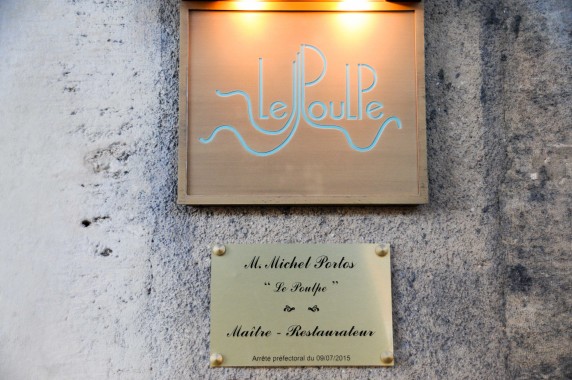 Le PoulPe
M. Michel Portos
" Le Poulpe "
Maître - Restaurateur
Arrêté préfectoral du 09/07/2015